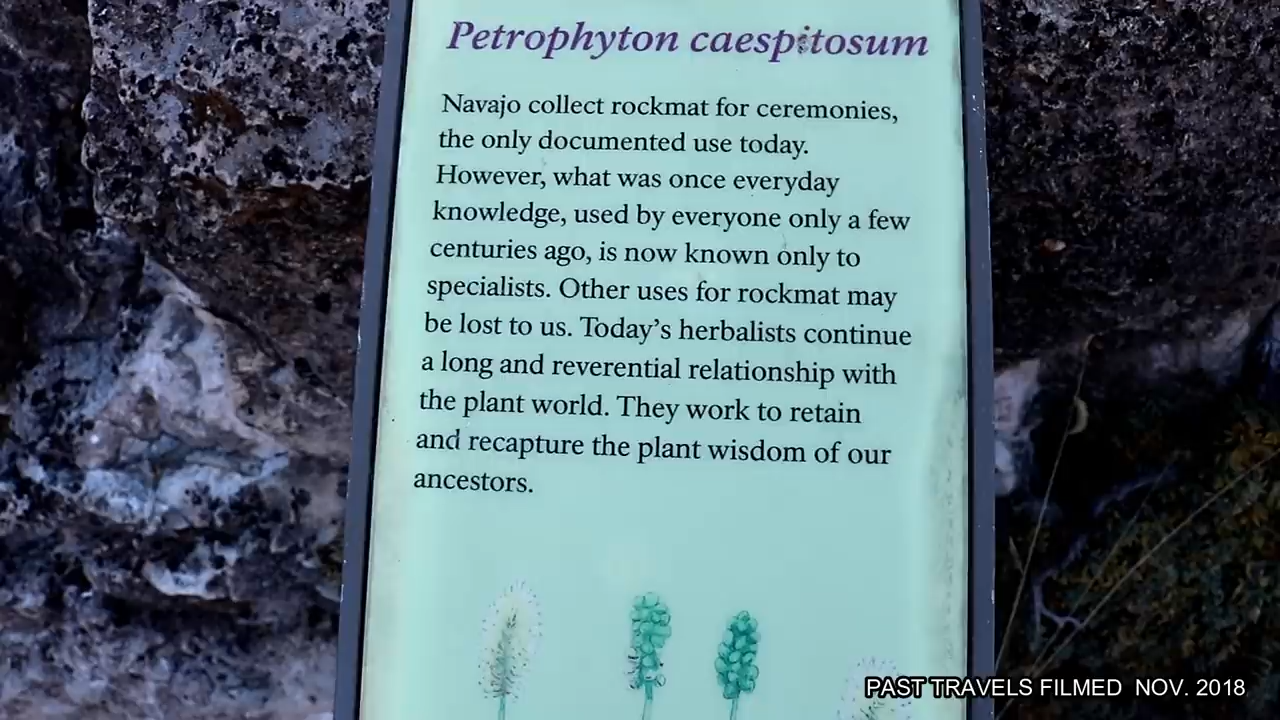 Petrophyton caespitosum
Navajo collect rockmat for ceremonies,
the only documented use today.
However, what was once everyday
knowledge, used by everyone only a few
centuries ago, is now known only to
specialists. Other uses for rockmat may
be lost to us. Today's herbalists continue
a long and reverential relationship with
the plant world. They work to retain
and recapture the plant wisdom of our
ancestors.
PAST TRAVELS FILMED NOV. 2018